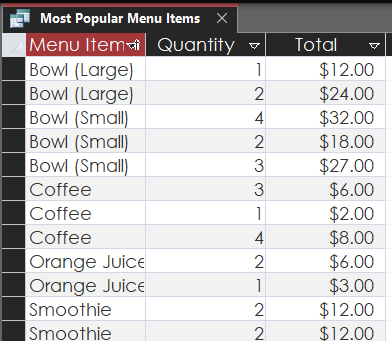 Most Popular Menu Items
Menu Item Quantity Total
Bowl (Large) 1 $12.00
Bowl (Large) 2 $24.00
Bowl (Small) 4 $32.00
Bowl (Small) 2 $18.00
Bowl (Small) 3 $27.00
Coffee 3 $6.00
Coffee 1 $2.00
Coffee 4 $8.00
Orange Juice 2 $6.00
Orange Juice 1 $3.00
Smoothie 2 $12.00
Smoothie 2 $12.00